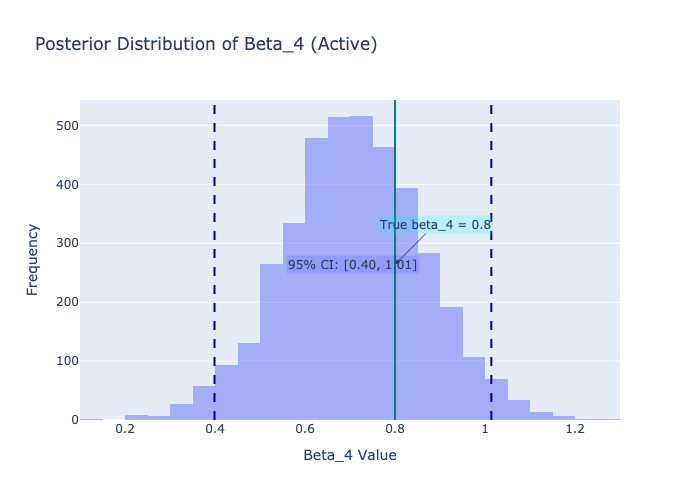 Posterior Distribution of Beta_4 (Active)
Frequency
500
400
300
200
100
0
True beta_4 = 0.8
95% CI: [0.40, 1.01]
0.2
0.4
0.6
0.8
1
1.2
Beta_4 Value